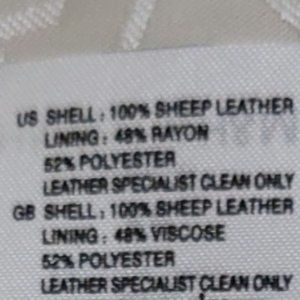 US SHELL: 100% SHEEP LEATHER
LINING: 48% RAYON
52% POLYESTER
LEATHER SPECIALIST CLEAN ONLY
GB SHELL: 100% SHEEP LEATHER
LINING: 48% VISCOSE
52% POLYESTER
LEATHER SPECIALIST CLEAN ONLY